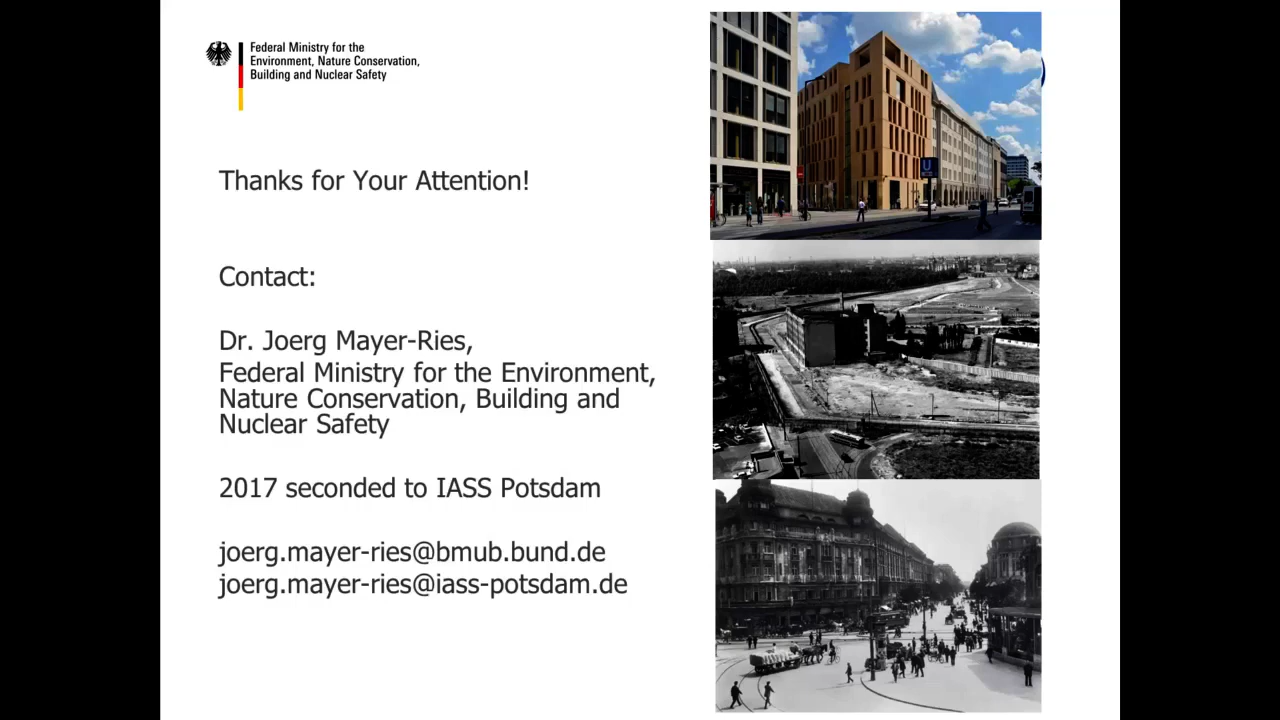 Federal Ministry for the
Environment, Nature Conservation,
Building and Nuclear Safety
Thanks for Your Attention!
Contact:
Dr. Joerg Mayer-Ries,
Federal Ministry for the Environment,
Nature Conservation, Building and
Nuclear Safety
2017 seconded to IASS Potsdam
joerg.mayer-ries@bmub.bund.de
joerg.mayer-ries@iass-potsdam.de
U